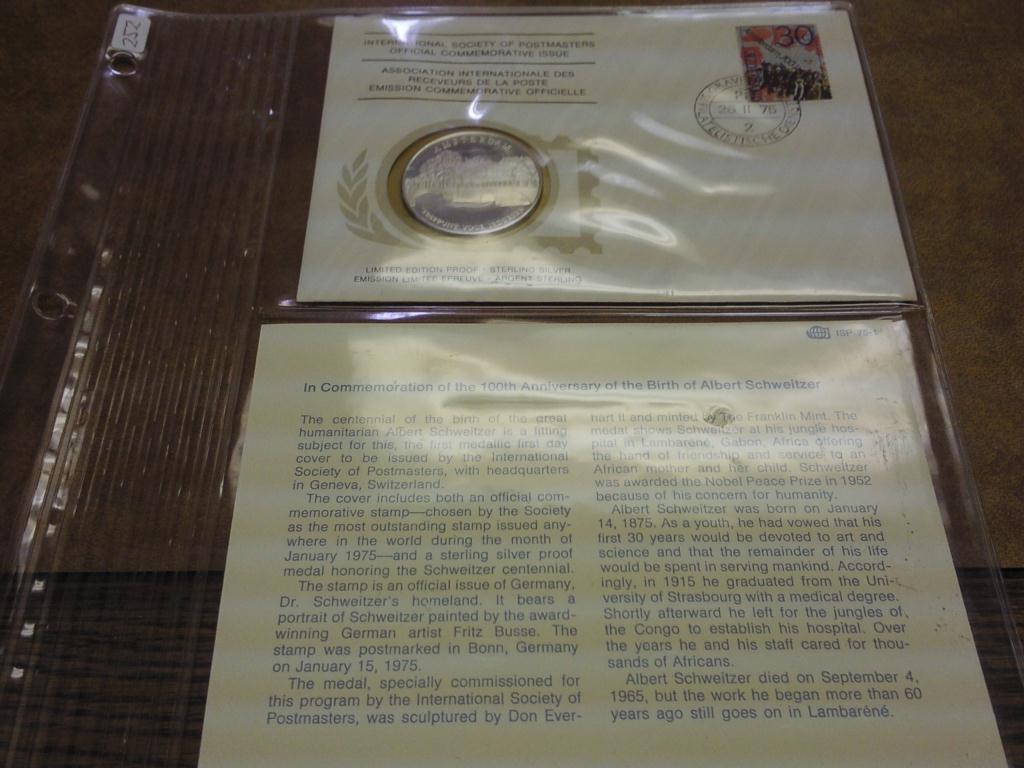 252
INTERNATIONAL SOCIETY OF POSTMASTERS
OFFICIAL COMMEMORATIVE ISSUE
ASSOCIATION INTERNATIONALE DES
RECEVEURS DE LA POSTE
EMISSION COMMEMORATIVE OFFICIELLE
30
26 II 75
2
FILATELISTISCHE
AMSTERDAM
LIMITED EDITION PROOF · STERLING SILVER
EMISSION LIMITEE EPREUVE · ARGENT STERLING
ISP-75-1
In Commemoration of the 100th Anniversary of the Birth of Albert Schweitzer
The centennial of the birth of the great
humanitarian Albert Schweitzer is a fitting
subject for this, the first medallic first day
cover to be issued by the International
Society of Postmasters, with headquarters
in Geneva, Switzerland.
The cover includes both an official com-
memorative stamp—chosen by the Society
as the most outstanding stamp issued any-
where in the world during the month of
January 1975—and a sterling silver proof
medal honoring the Schweitzer centennial.
The stamp is an official issue of Germany,
Dr. Schweitzer's homeland. It bears a
portrait of Schweitzer painted by the award-
winning German artist Fritz Busse. The
stamp was postmarked in Bonn, Germany
on January 15, 1975.
The medal, specially commissioned for
this program by the International Society of
Postmasters, was sculptured by Don Ever-
hart II and minted by The Franklin Mint. The
medal shows Schweitzer at his jungle hos-
pital in Lambaréné, Gabon, Africa offering
the hand of friendship and service to an
African mother and her child. Schweitzer
was awarded the Nobel Peace Prize in 1952
because of his concern for humanity.
Albert Schweitzer was born on January
14, 1875. As a youth, he had vowed that his
first 30 years would be devoted to art and
science and that the remainder of his life
would be spent in serving mankind. Accord-
ingly, in 1915 he graduated from the Uni-
versity of Strasbourg with a medical degree.
Shortly afterward he left for the jungles of
the Congo to establish his hospital. Over
the years he and his staff cared for thou-
sands of Africans.
Albert Schweitzer died on September 4,
1965, but the work he began more than 60
years ago still goes on in Lambaréné.